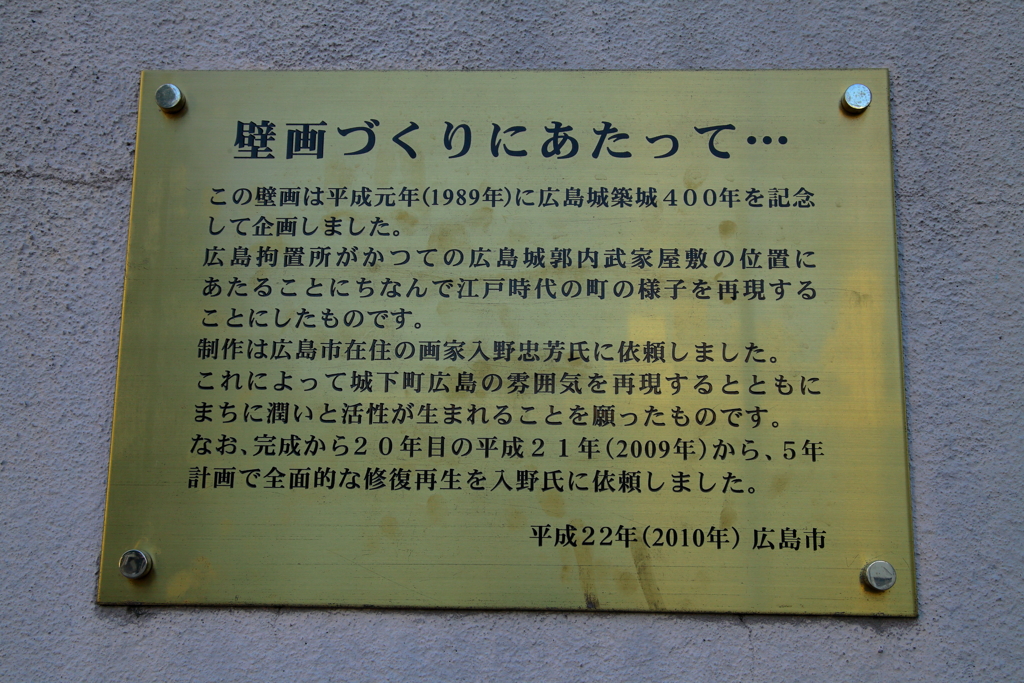 壁画づくりにあたって…
この壁画は平成元年(1989年)に広島城築城４００年を記念
して企画しました。
広島拘置所がかつての広島城郭内武家屋敷の位置に
あたることにちなんで江戸時代の町の様子を再現する
ことにしたものです。
制作は広島市在住の画家入野忠芳氏に依頼しました。
これによって城下町広島の雰囲気を再現するとともに
まちに潤いと活性が生まれることを願ったものです。
なお、完成から２０年目の平成２１年(2009年)から、５年
計画で全面的な修復再生を入野氏に依頼しました。
平成22年(2010年) 広島市